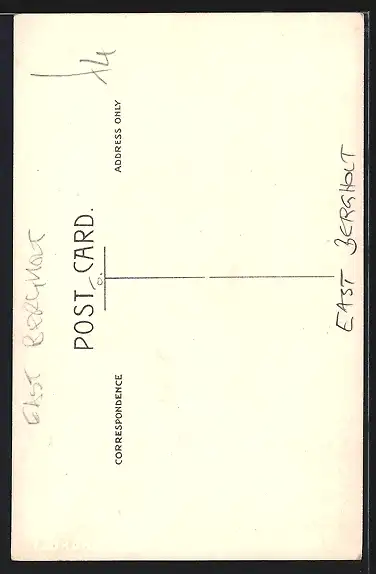 EAST BERGHOLT
14
POST CARD.
CORRESPONDENCE
ADDRESS ONLY
EAST BERGHOLT